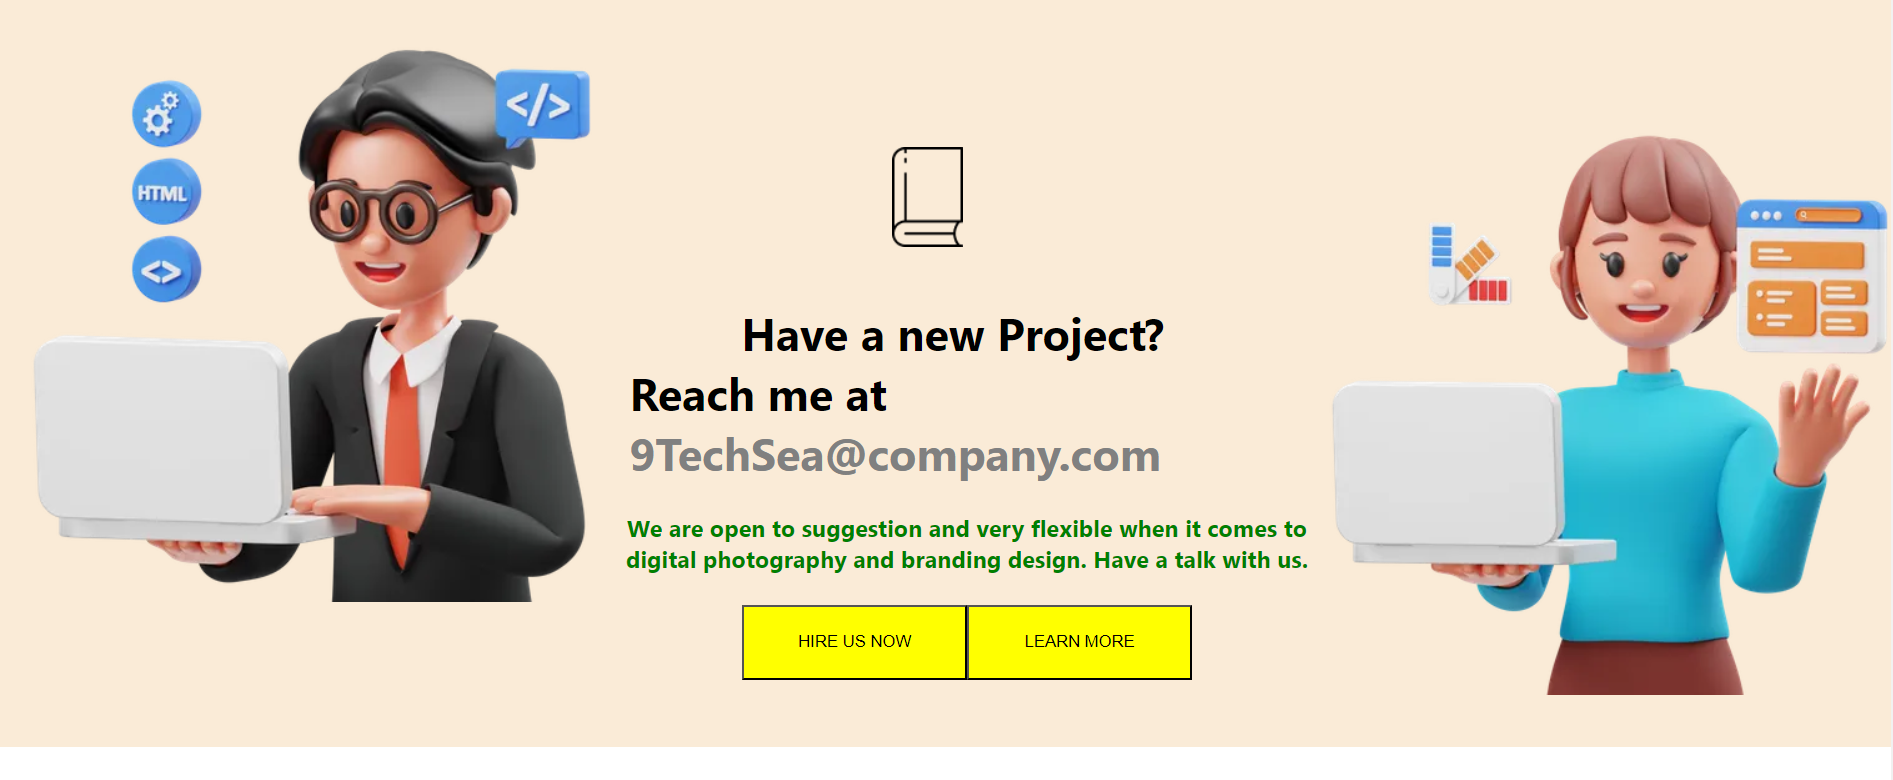 </>
HTML
<>
Have a new Project?
Reach me at
9TechSea@company.com
We are open to suggestion and very flexible when it comes to
digital photography and branding design. Have a talk with us.
HIRE US NOW
LEARN MORE